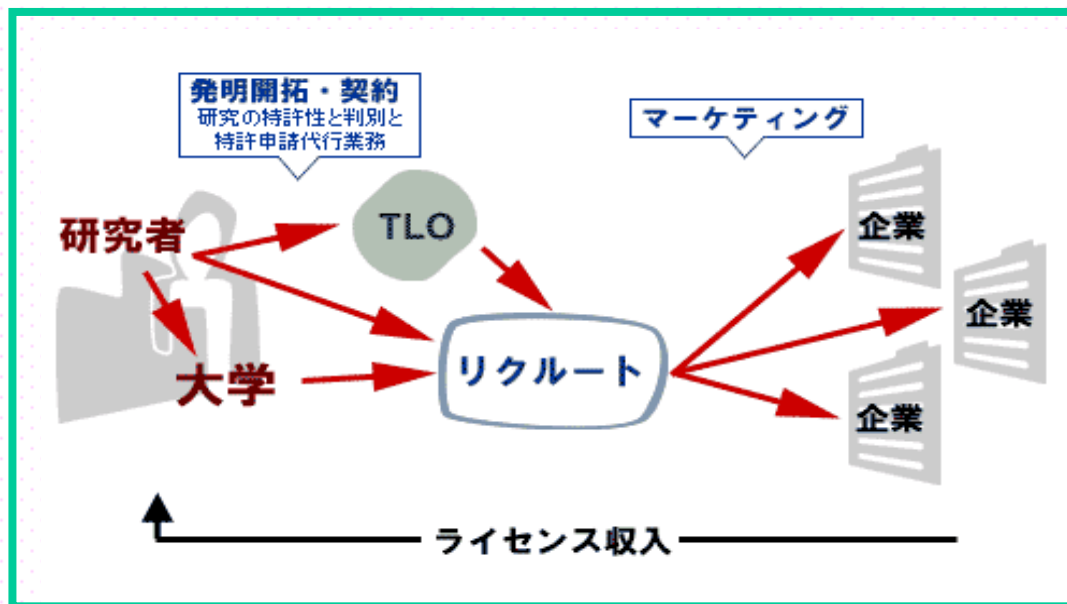 発明開拓・契約
研究の特許性と判別と
特許申請代行業務
マーケティング
研究者
TLO
企業
企業
リクルート
大学
企業
ライセンス収入